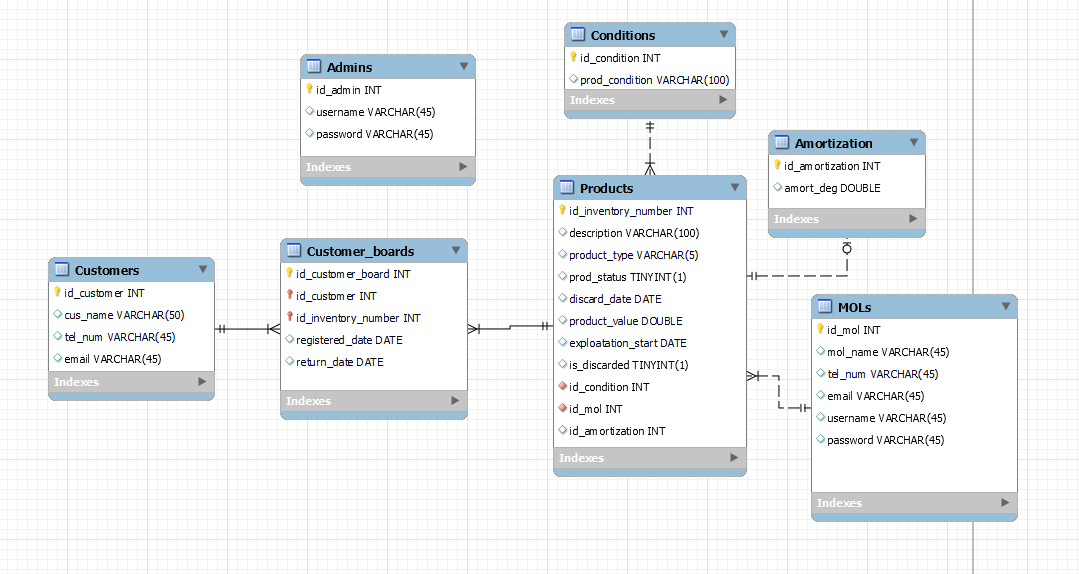 Admins
id_admin INT
username VARCHAR(45)
password VARCHAR(45)
Indexes
Conditions
id_condition INT
prod_condition VARCHAR(100)
Indexes
Amortization
id_amortization INT
amort_deg DOUBLE
Indexes
Customers
id_customer INT
cus_name VARCHAR(50)
tel_num VARCHAR(45)
email VARCHAR(45)
Indexes
Customer_boards
id_customer_board INT
id_customer INT
id_inventory_number INT
registered_date DATE
return_date DATE
Indexes
Products
id_inventory_number INT
description VARCHAR(100)
product_type VARCHAR(5)
prod_status TINYINT(1)
discard_date DATE
product_value DOUBLE
exploatation_start DATE
is_discarded TINYINT(1)
id_condition INT
id_mol INT
id_amortization INT
Indexes
MOLs
id_mol INT
mol_name VARCHAR(45)
tel_num VARCHAR(45)
email VARCHAR(45)
username VARCHAR(45)
password VARCHAR(45)
Indexes